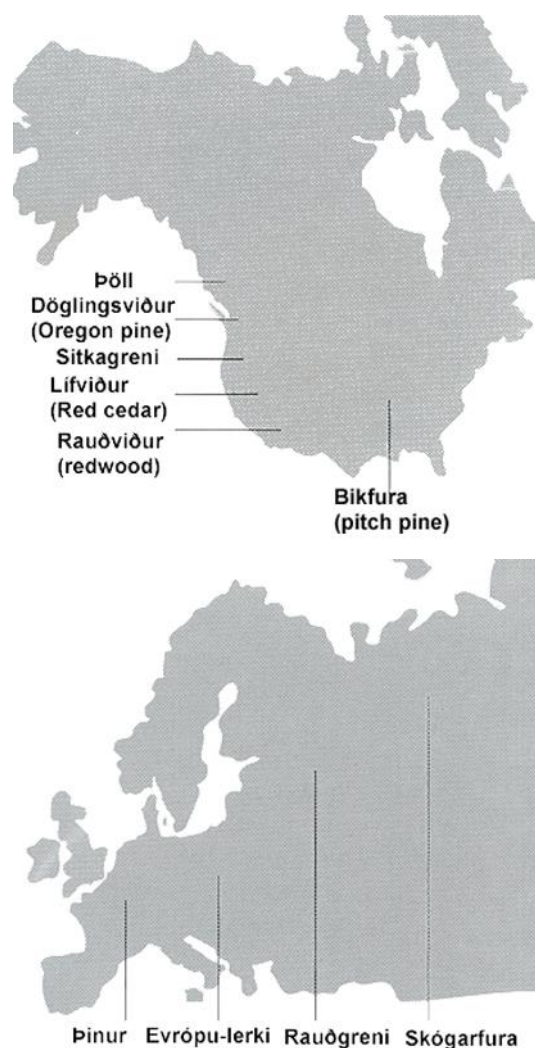 Þöll
Döglingsviður
(Oregon pine)
Sitkagreni
Lífviður
(Red cedar)
Rauðviður
(redwood)
Bikfura
(pitch pine)
Þinur Evrópu-lerki Rauðgreni Skógarfura